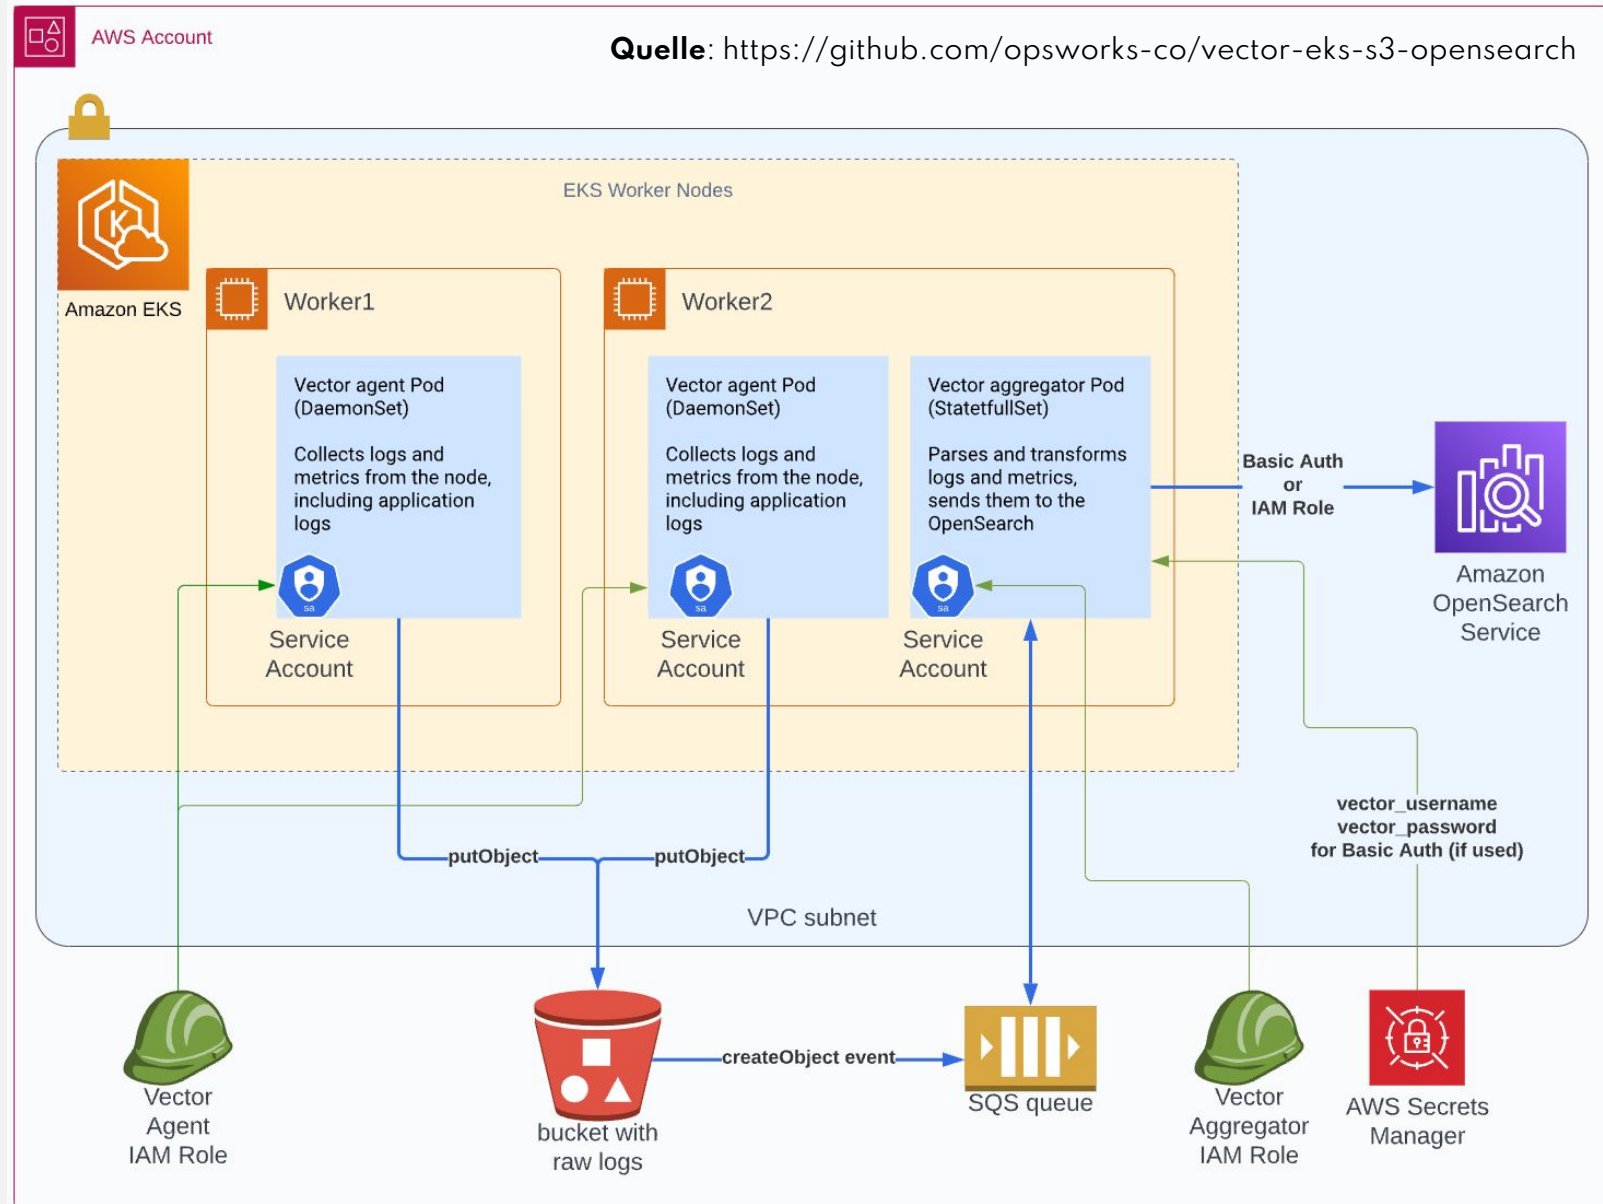 AWS Account
Quelle: https://github.com/opsworks-co/vector-eks-s3-opensearch
EKS Worker Nodes
Amazon EKS
Worker1
Vector agent Pod
(DaemonSet)
Collects logs and
metrics from the node,
including application
logs
sa
Service
Account
Worker2
Vector agent Pod
(DaemonSet)
Collects logs and
metrics from the node,
including application
logs
sa
Service
Account
Vector aggregator Pod
(StatetfullSet)
Parses and transforms
logs and metrics,
sends them to the
OpenSearch
sa
Service
Account
Basic Auth
or
IAM Role
Amazon
OpenSearch
Service
vector_username
vector_password
for Basic Auth (if used)
putObject
putObject
VPC subnet
Vector
Agent
IAM Role
bucket with
raw logs
createObject event
SQS queue
Vector
Aggregator
IAM Role
AWS Secrets
Manager